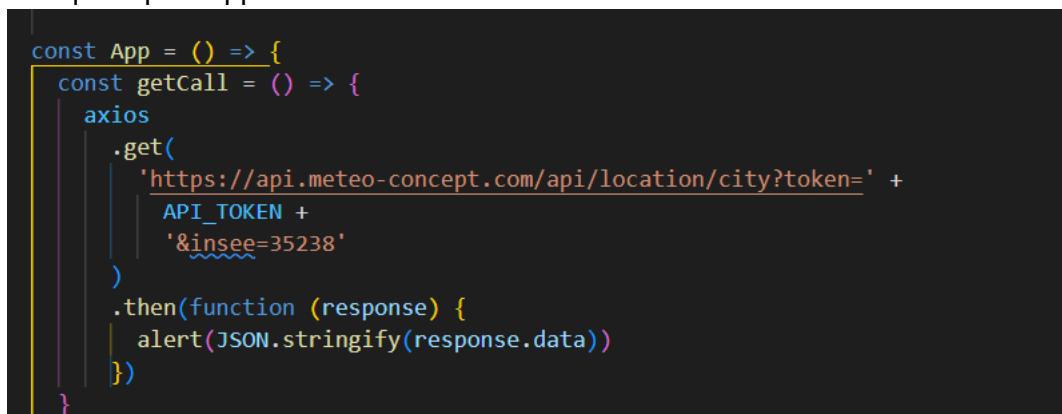 const App = () => {
const getCall = () => {
axios
.get(
'https://api.meteo-concept.com/api/location/city?token=' +
API_TOKEN +
'&insee=35238'
)
.then(function (response) {
alert(JSON.stringify(response.data))
})
}